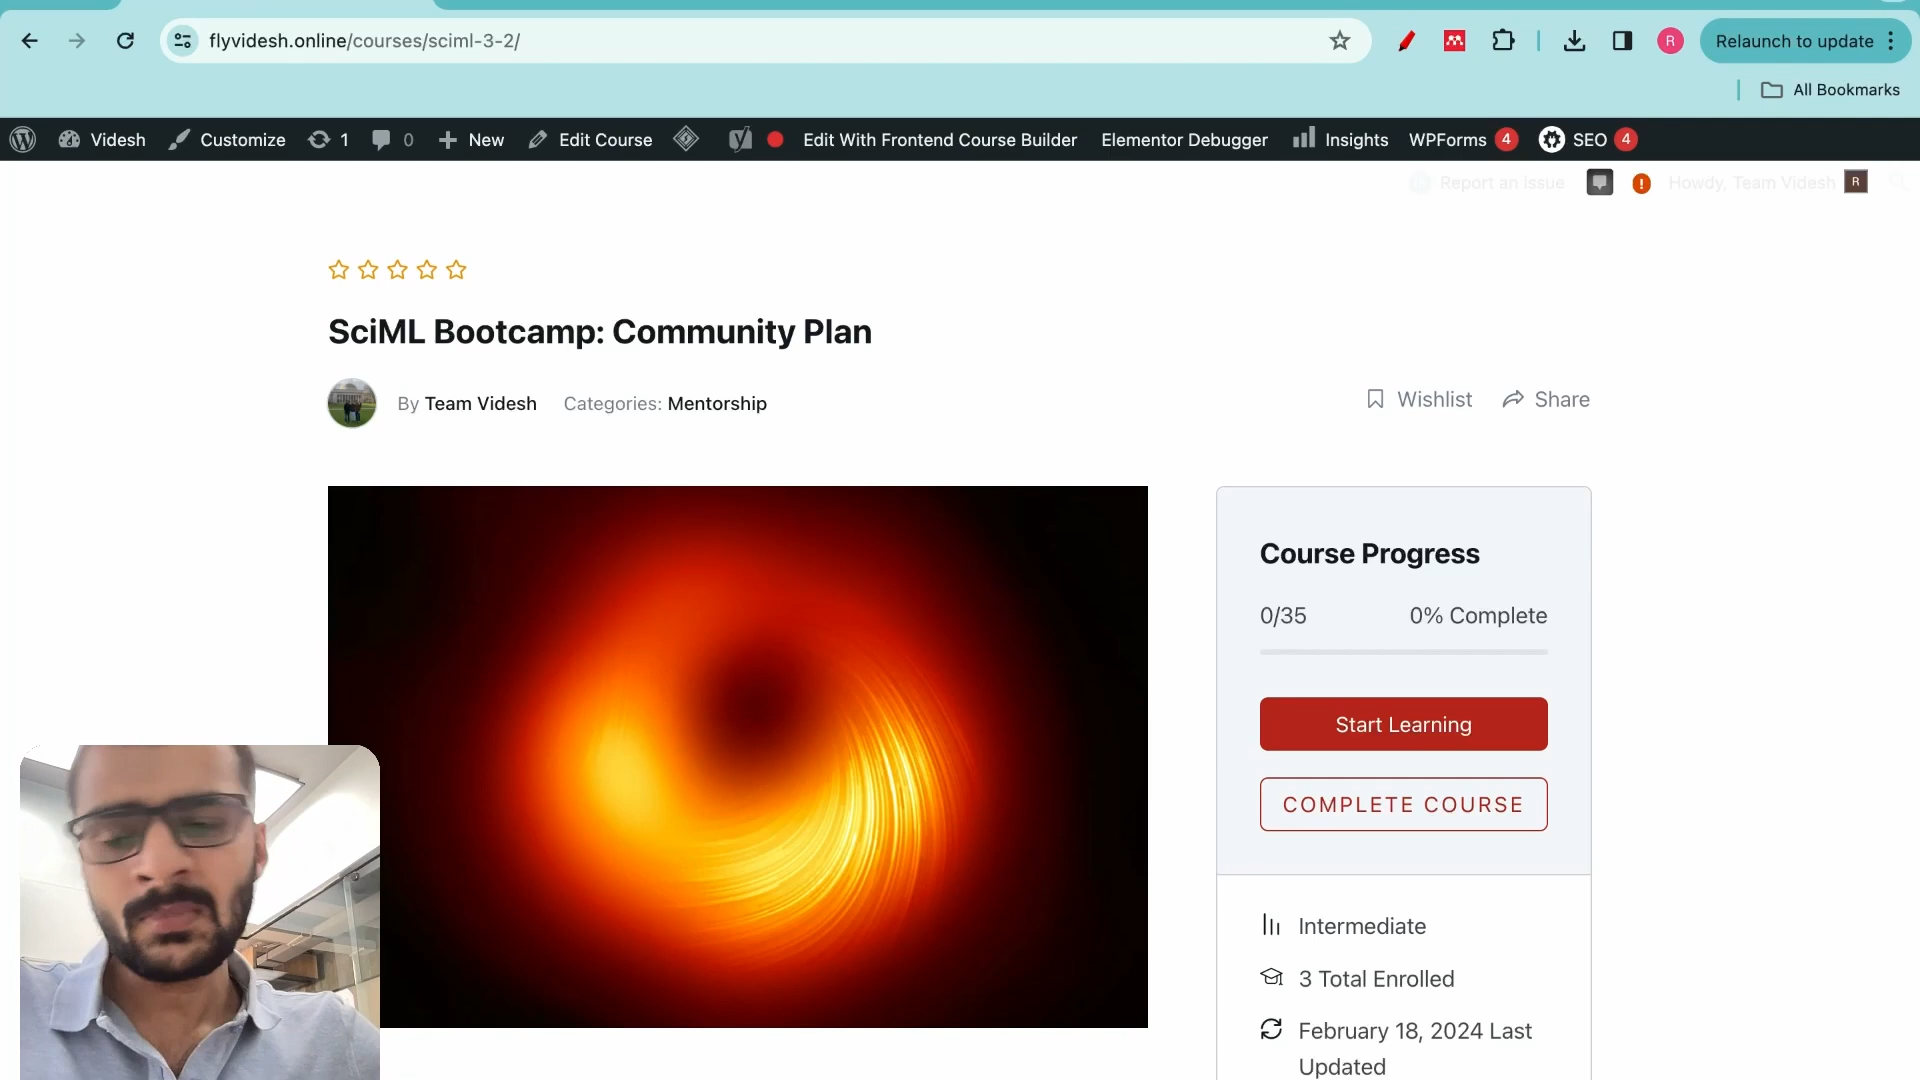 flyvidesh.online/courses/sciml-3-2/
R
Relaunch to update
All Bookmarks
Videsh
Customize
1
0
New
Edit Course
Edit With Frontend Course Builder
Elementor Debugger
Insights
WPForms 4
SEO 4
Report an issue
!
Howdy, Team Videsh
R
SciML Bootcamp: Community Plan
By Team Videsh
Categories: Mentorship
Wishlist
Share
Course Progress
0/35
0% Complete
Start Learning
COMPLETE COURSE
Intermediate
3 Total Enrolled
February 18, 2024 Last
Updated